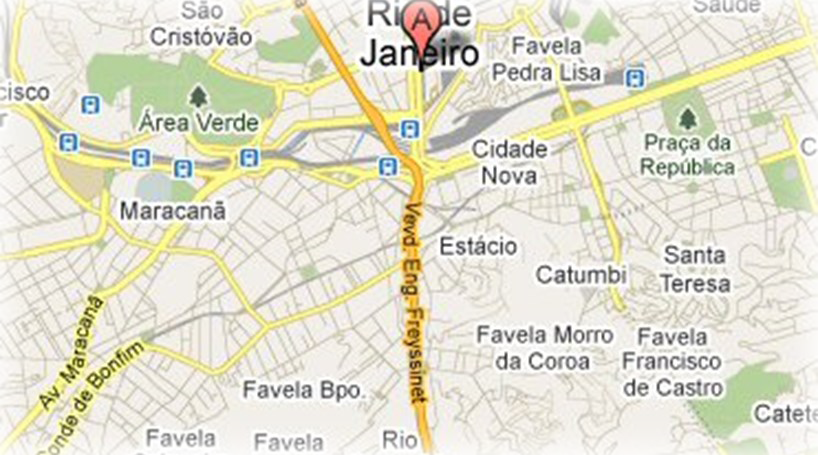 São
Cristóvão
Rio de
Janeiro
A
Saúde
Favela
Pedra Lisa
cisco
r
Área Verde
Cidade
Nova
Praça da
República
C
Maracanã
Estácio
Catumbi
Santa
Teresa
Vevd. Eng. Freyssinet
Av. Maracanã
onde de Bonfim
Favela Morro
da Coroa
Favela
Francisco
de Castro
Favela Bpo.
Catete
Favela
Favela
Rio